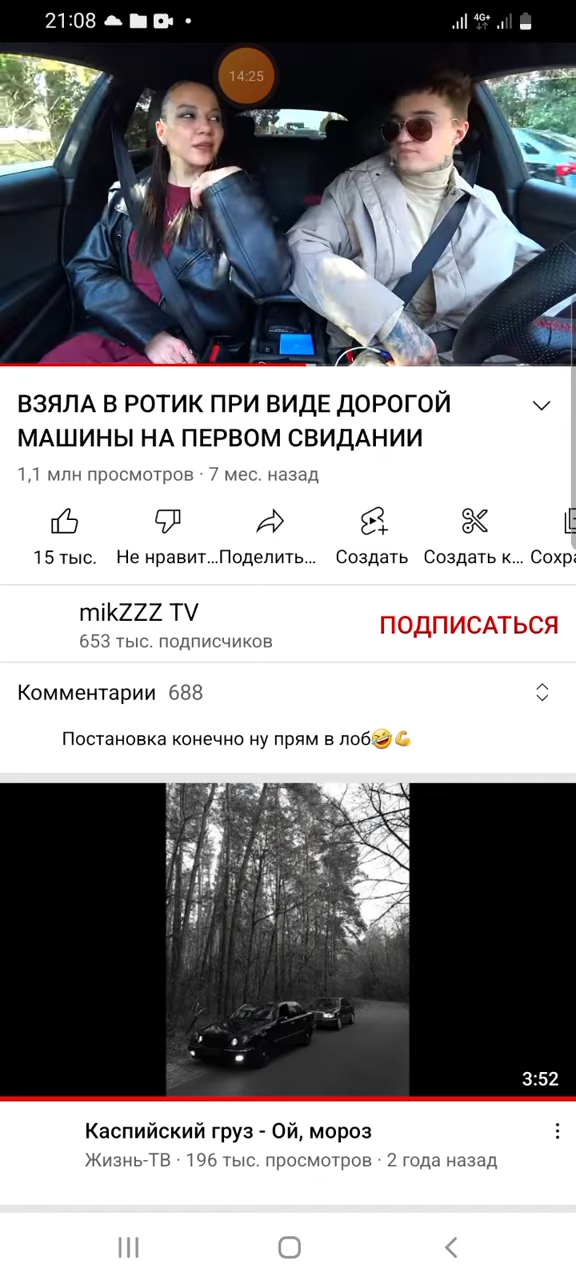 21:08
4G+
14:25
ВЗЯЛА В РОТИК ПРИ ВИДЕ ДОРОГОЙ
МАШИНЫ НА ПЕРВОМ СВИДАНИИ
1,1 млн просмотров · 7 мес. назад
15 тыс. Не нравит... Поделить... Создать Создать к... Сохра
mikZZZ TV
ПОДПИСАТЬСЯ
653 тыс. подписчиков
Комментарии 688
Постановка конечно ну прям в лоб🤣💪
3:52
Каспийский груз - Ой, мороз
Жизнь-ТВ · 196 тыс. просмотров · 2 года назад